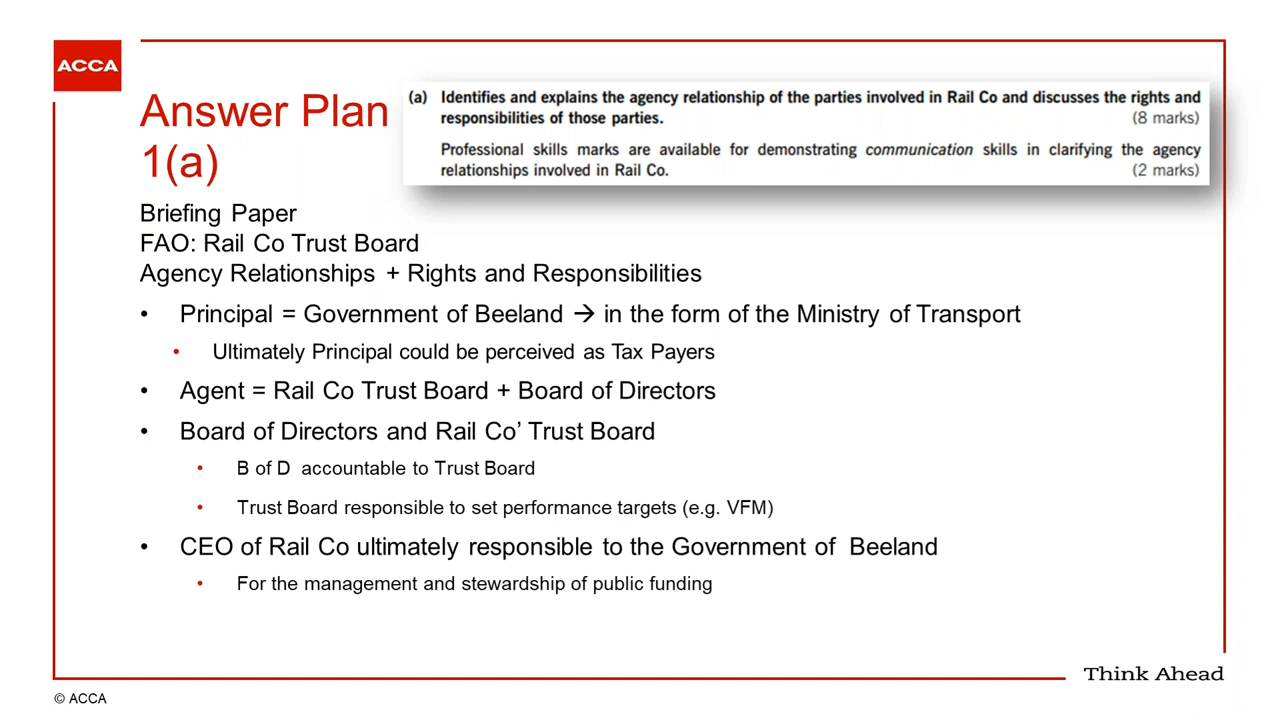 ACCA
Answer Plan
1(a)
(a) Identifies and explains the agency relationship of the parties involved in Rail Co and discusses the rights and
responsibilities of those parties. (8 marks)
Professional skills marks are available for demonstrating communication skills in clarifying the agency
relationships involved in Rail Co. (2 marks)
Briefing Paper
FAO: Rail Co Trust Board
Agency Relationships + Rights and Responsibilities
• Principal = Government of Beeland → in the form of the Ministry of Transport
• Ultimately Principal could be perceived as Tax Payers
• Agent = Rail Co Trust Board + Board of Directors
• Board of Directors and Rail Co’ Trust Board
• B of D accountable to Trust Board
• Trust Board responsible to set performance targets (e.g. VFM)
• CEO of Rail Co ultimately responsible to the Government of Beeland
• For the management and stewardship of public funding
Think Ahead
© ACCA